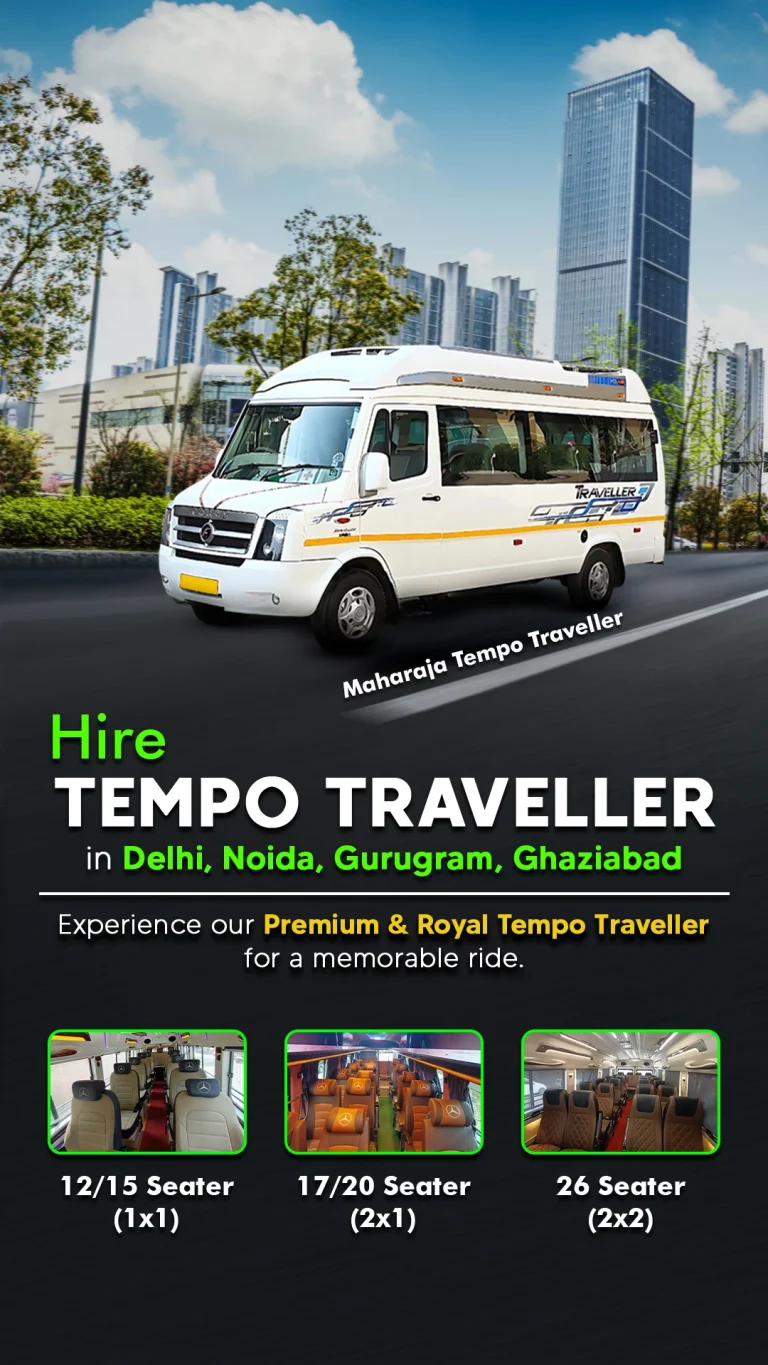 TRAVELLER
Maharaja Tempo Traveller
Hire
TEMPO TRAVELLER
in Delhi, Noida, Gurugram, Ghaziabad
Experience our Premium & Royal Tempo Traveller
for a memorable ride.
12/15 Seater
(1x1)
17/20 Seater
(2x1)
26 Seater
(2x2)